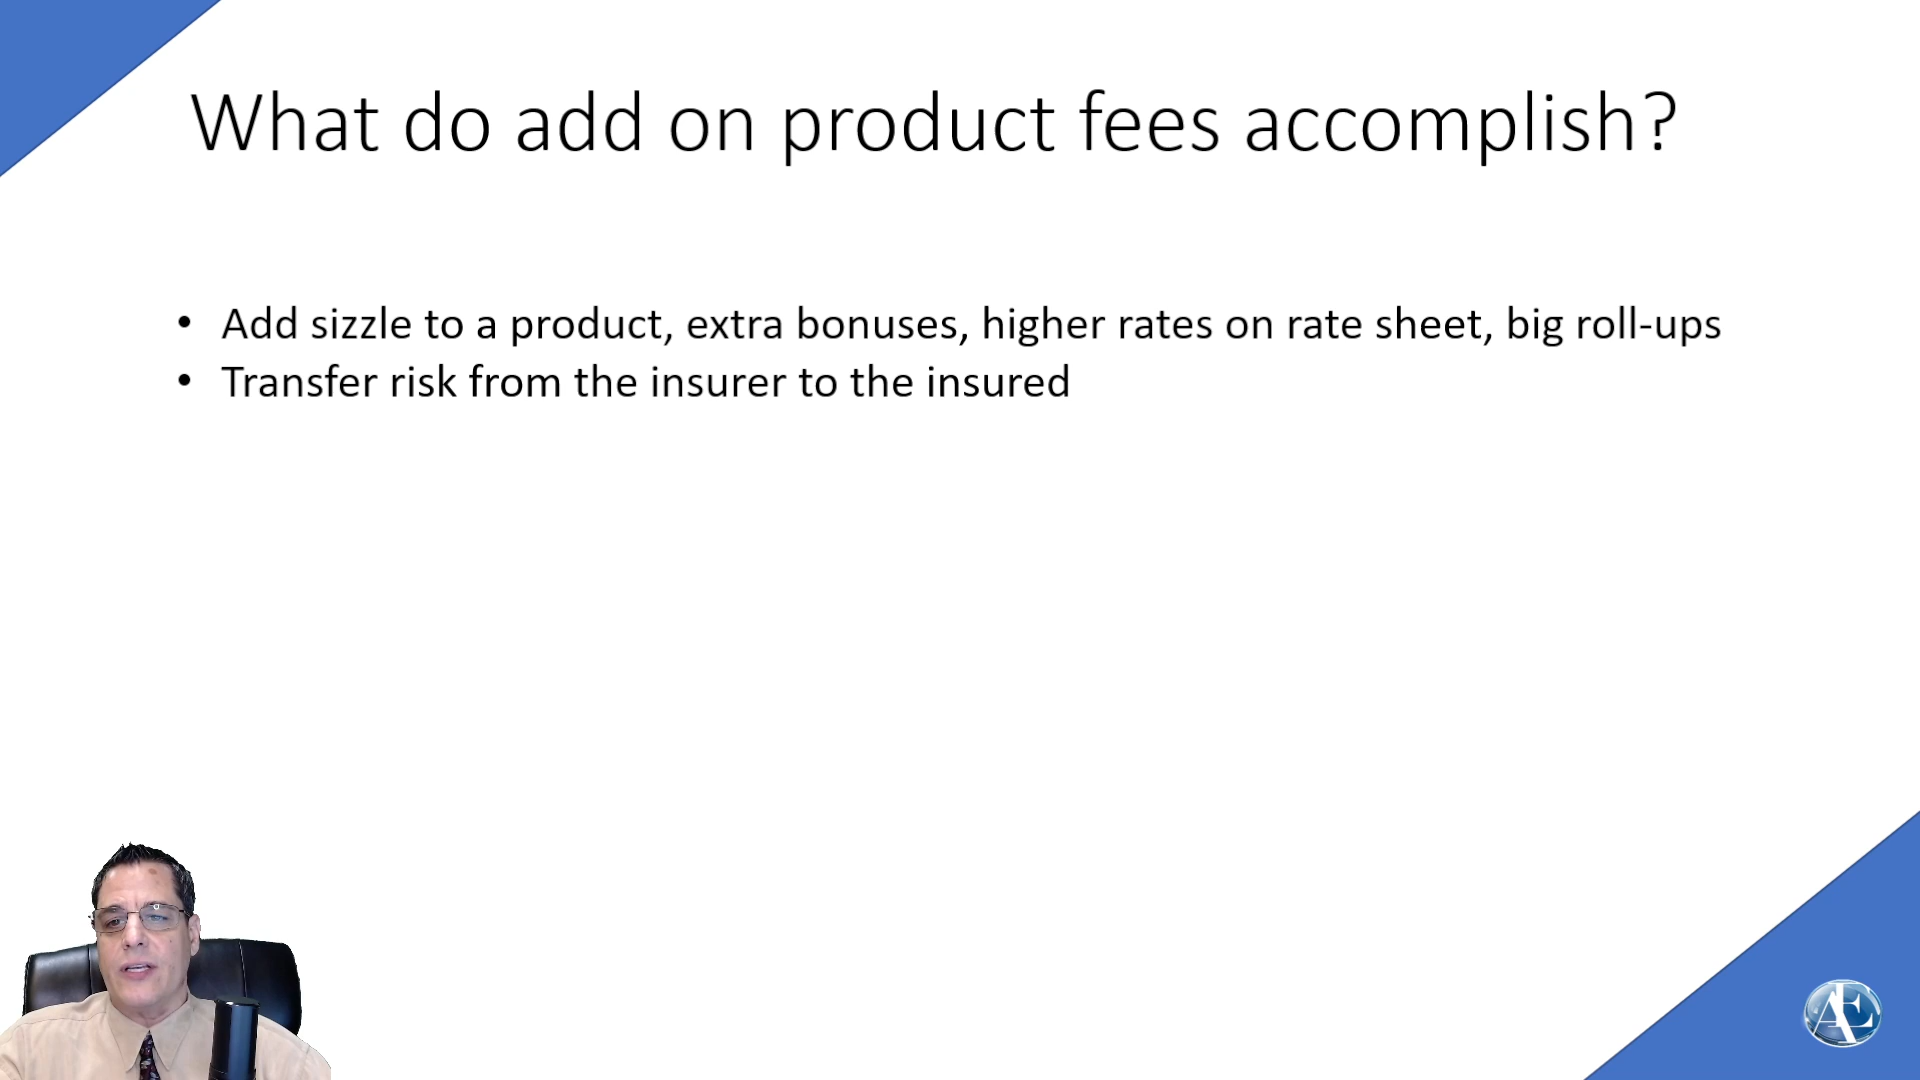 What do add on product fees accomplish?
• Add sizzle to a product, extra bonuses, higher rates on rate sheet, big roll-ups
• Transfer risk from the insurer to the insured
AE